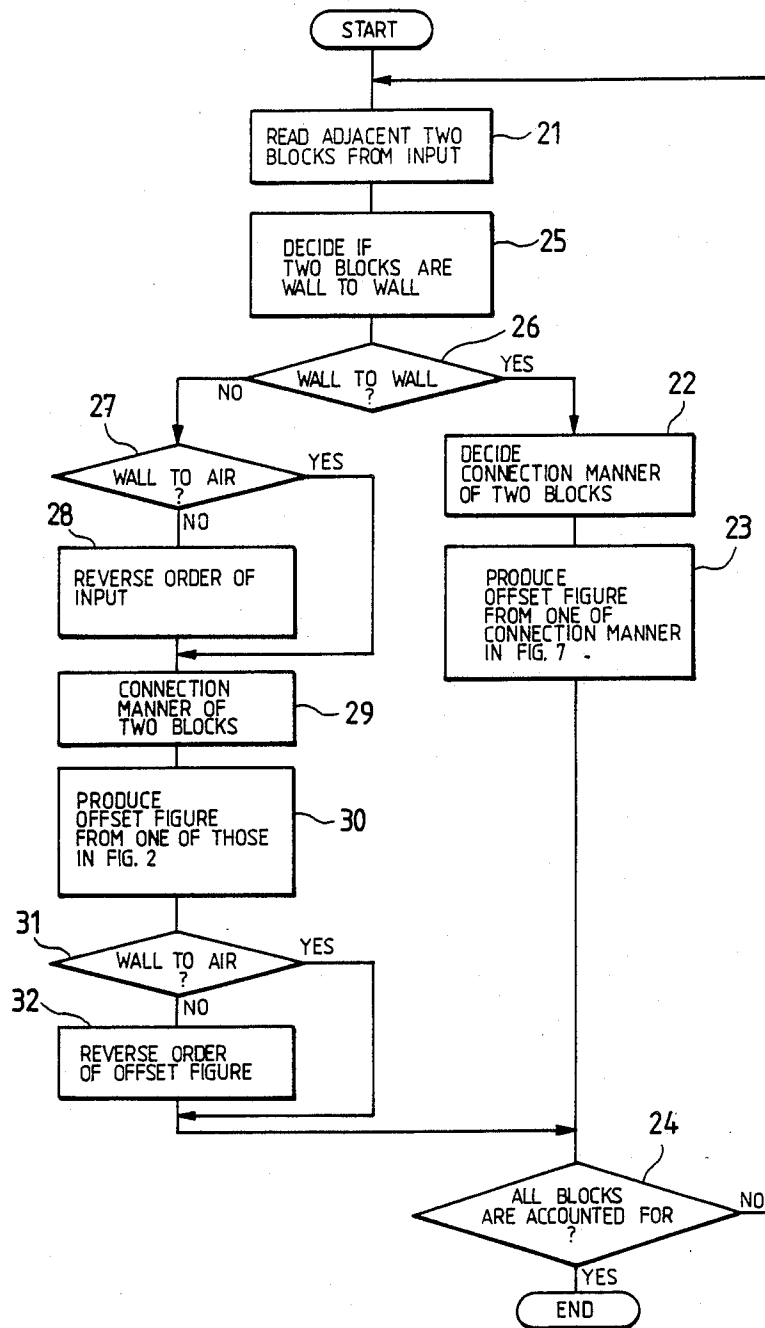 START
READ ADJACENT TWO
BLOCKS FROM INPUT
21
DECIDE IF
TWO BLOCKS ARE
WALL TO WALL
25
26
WALL TO WALL
?
NO
YES
27
WALL TO AIR
?
YES
NO
28
REVERSE ORDER OF
INPUT
CONNECTION
MANNER OF
TWO BLOCKS
29
PRODUCE
OFFSET FIGURE
FROM ONE OF THOSE
IN FIG. 2
30
31
WALL TO AIR
?
YES
NO
32
REVERSE ORDER
OF OFFSET FIGURE
22
DECIDE
CONNECTION MANNER
OF TWO BLOCKS
23
PRODUCE
OFFSET FIGURE
FROM ONE OF
CONNECTION MANNER
IN FIG. 7
24
ALL BLOCKS
ARE ACCOUNTED FOR
?
NO
YES
END